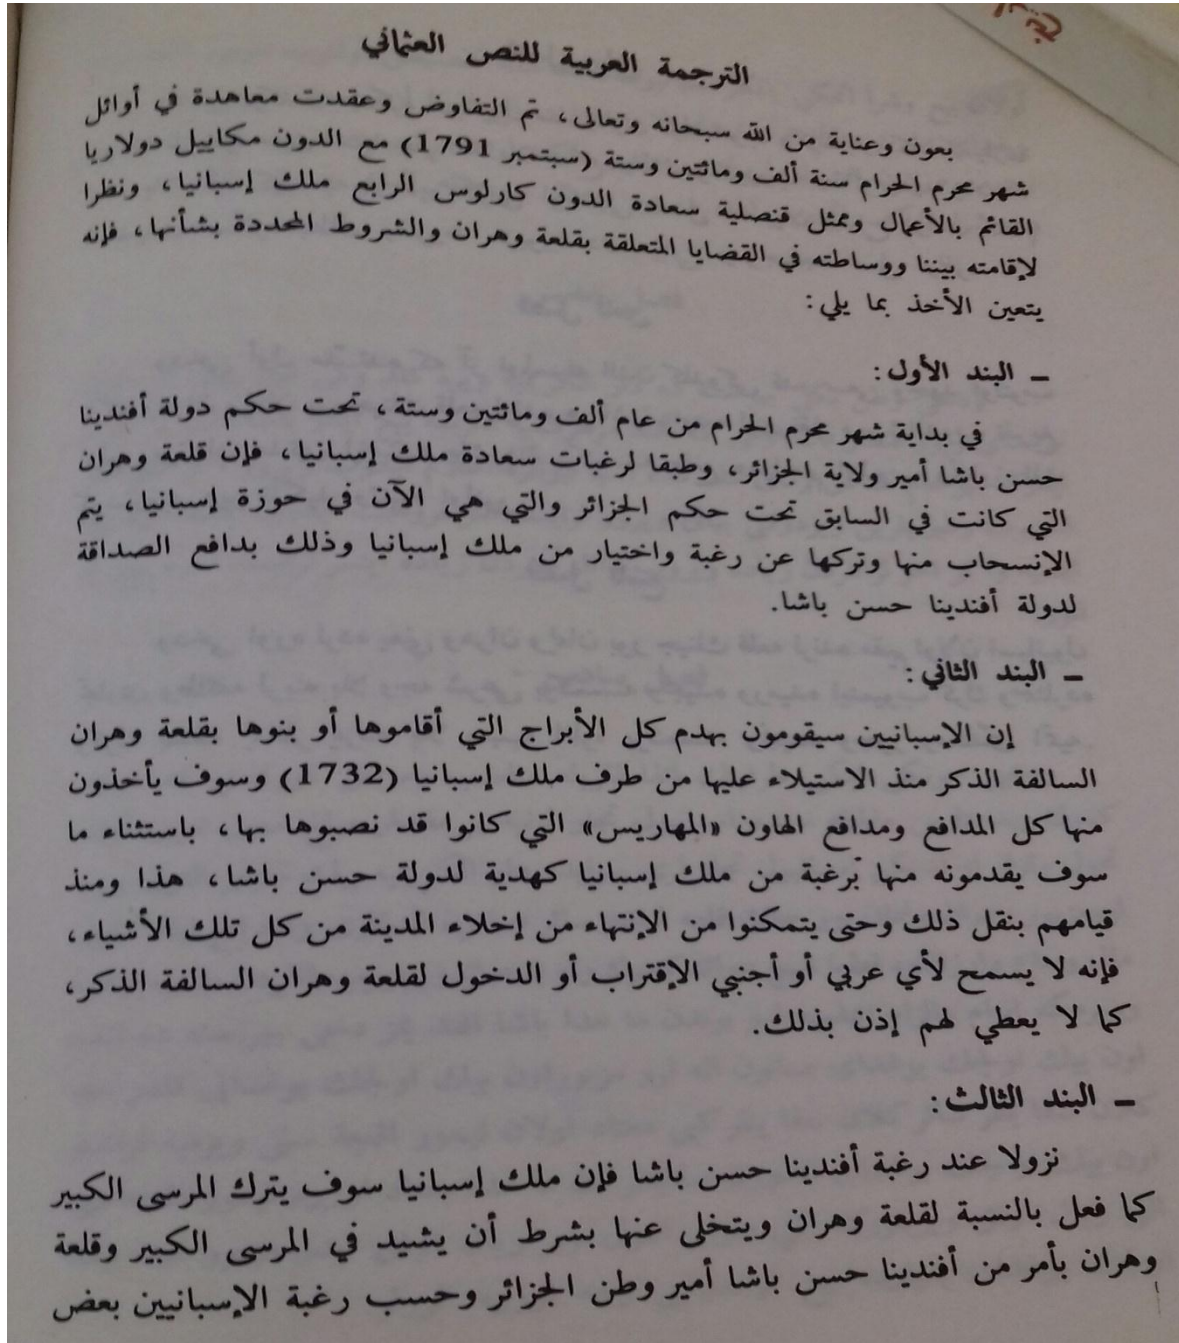 الترجمة العربية للنص العثماني
بعون وعناية من الله سبحانه وتعالى، تم التفاوض وعقدت معاهدة في أوائل
شهر محرم الحرام سنة ألف ومائتين وستة (سبتمبر 1791) مع الدون مكاييل دولاريا
القائم بالأعمال وممثل قنصلية سعادة الدون كارلوس الرابع ملك إسبانيا، ونظرا
لإقامته بيننا ووساطته في القضايا المتعلقة بقلعة وهران والشروط المحددة بشأنها، فإنه
يتعين الأخذ بما يلي:
ـ البند الأول:
في بداية شهر محرم الحرام من عام ألف ومائتين وستة، تحت حكم دولة أفندينا
حسن باشا أمير ولاية الجزائر، وطبقا لرغبات سعادة ملك إسبانيا، فإن قلعة وهران
التي كانت في السابق تحت حكم الجزائر والتي هي الآن في حوزة إسبانيا، يتم
الإنسحاب منها وتركها عن رغبة واختيار من ملك إسبانيا وذلك بدافع الصداقة
لدولة أفندينا حسن باشا.
ـ البند الثاني:
إن الإسبانيين سيقومون بهدم كل الأبراج التي أقاموها أو بنوها بقلعة وهران
السالفة الذكر منذ الاستيلاء عليها من طرف ملك إسبانيا (1732) وسوف يأخذون
منها كل المدافع ومدافع الهاون «المهاريس» التي كانوا قد نصبوها بها، باستثناء ما
سوف يقدمونه منها برغبة من ملك إسبانيا كهدية لدولة حسن باشا، هذا ومنذ
قيامهم بنقل ذلك وحتى يتمكنوا من الإنتهاء من إخلاء المدينة من كل تلك الأشياء،
فإنه لا يسمح لأي عربي أو أجنبي الإقتراب أو الدخول لقلعة وهران السالفة الذكر،
كما لا يعطي لهم إذن بذلك.
ـ البند الثالث:
نزولا عند رغبة أفندينا حسن باشا فإن ملك إسبانيا سوف يترك المرسى الكبير
كما فعل بالنسبة لقلعة وهران ويتخلى عنها بشرط أن يشيد في المرسى الكبير وقلعة
وهران بأمر من أفندينا حسن باشا أمير وطن الجزائر وحسب رغبة الإسبانيين بعض